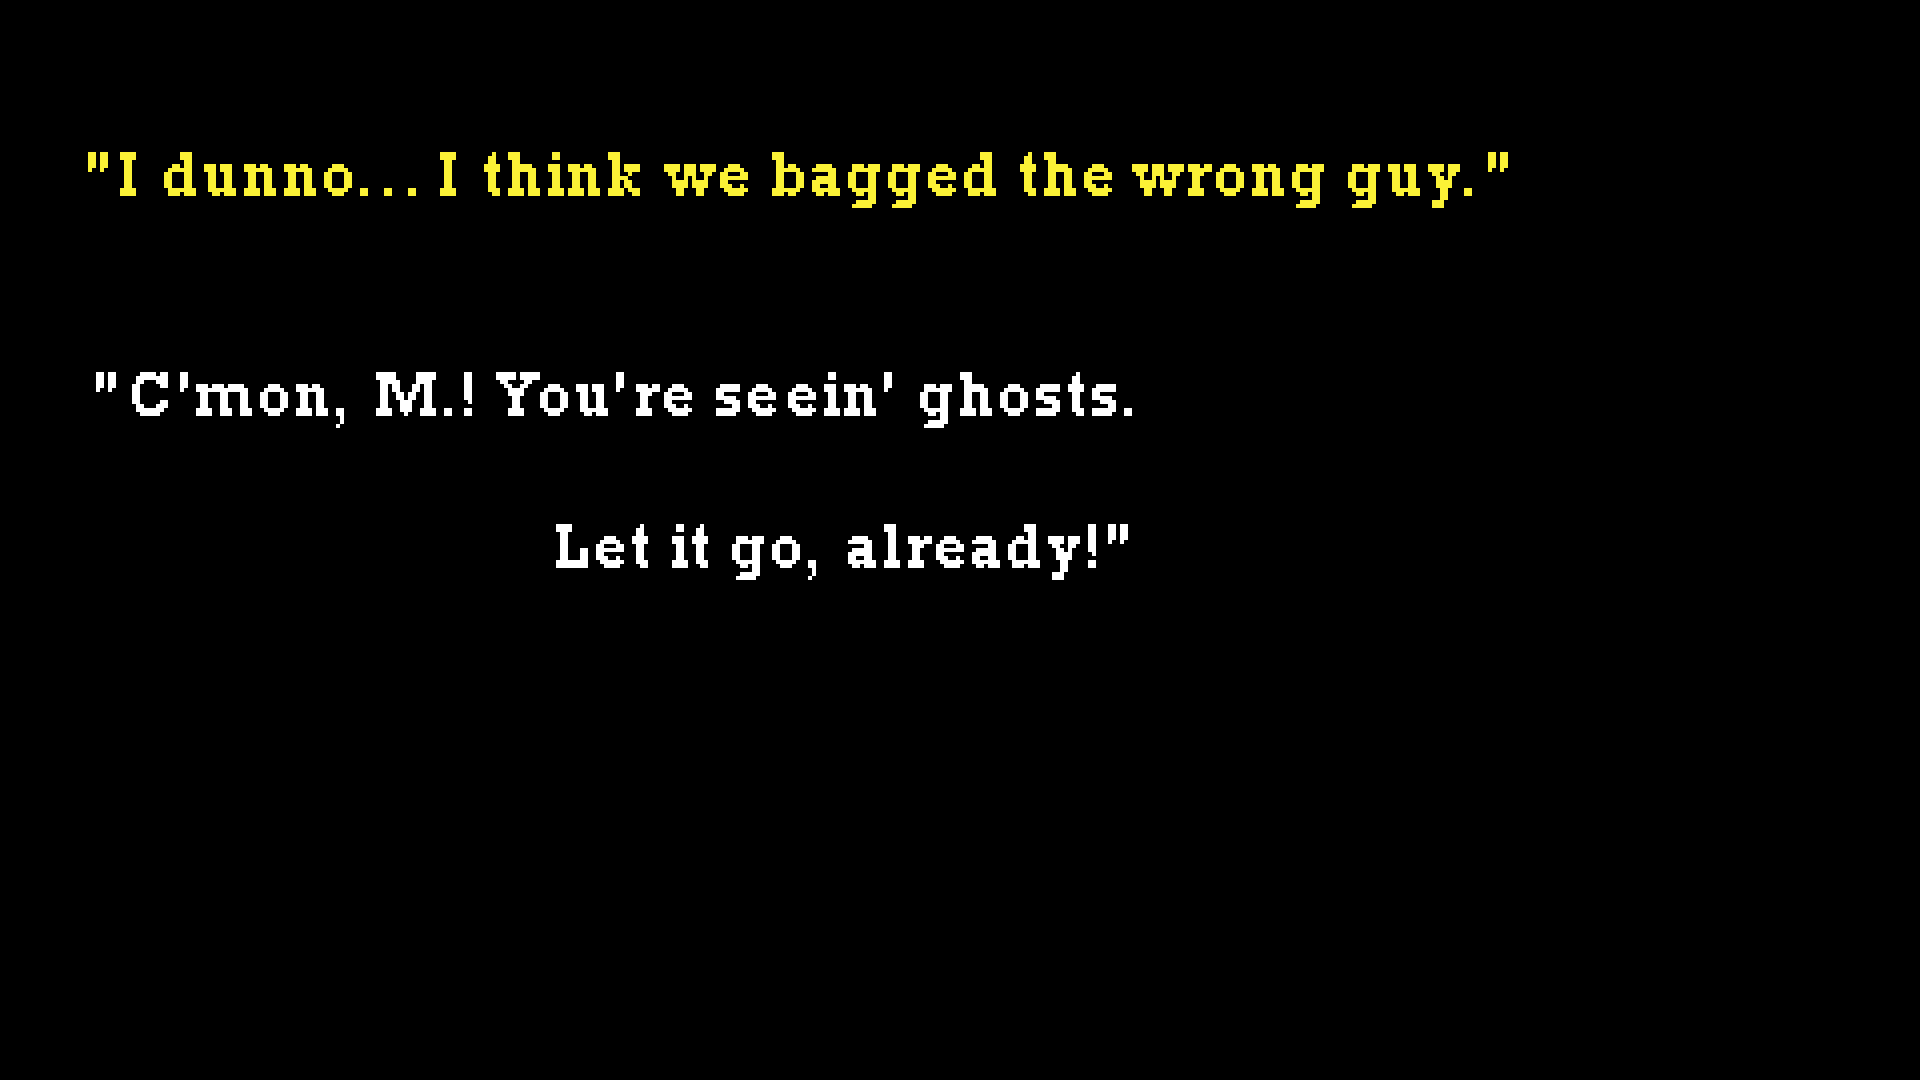 "I dunno... I think we bagged the wrong guy."
"C'mon, M.! You're seein' ghosts.
Let it go, already!"